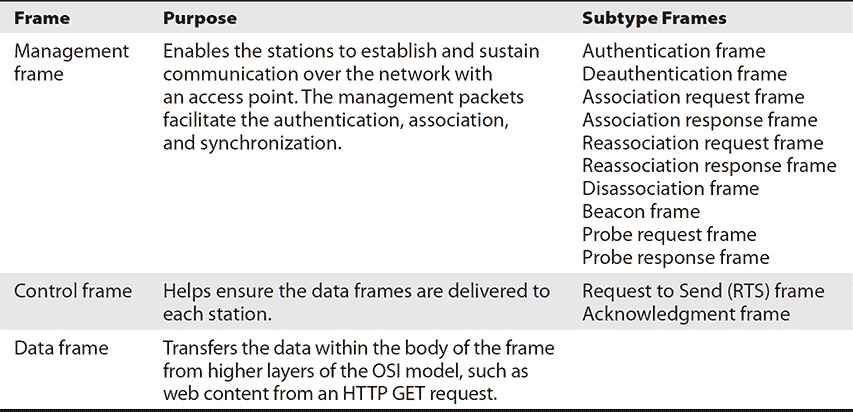 Frame Purpose Subtype Frames
Management frame
Enables the stations to establish and sustain
communication over the network with
an access point. The management packets
facilitate the authentication, association,
and synchronization.
Authentication frame
Deauthentication frame
Association request frame
Association response frame
Reassociation request frame
Reassociation response frame
Disassociation frame
Beacon frame
Probe request frame
Probe response frame
Control frame
Helps ensure the data frames are delivered to
each station.
Request to Send (RTS) frame
Acknowledgment frame
Data frame
Transfers the data within the body of the frame
from higher layers of the OSI model, such as
web content from an HTTP GET request.